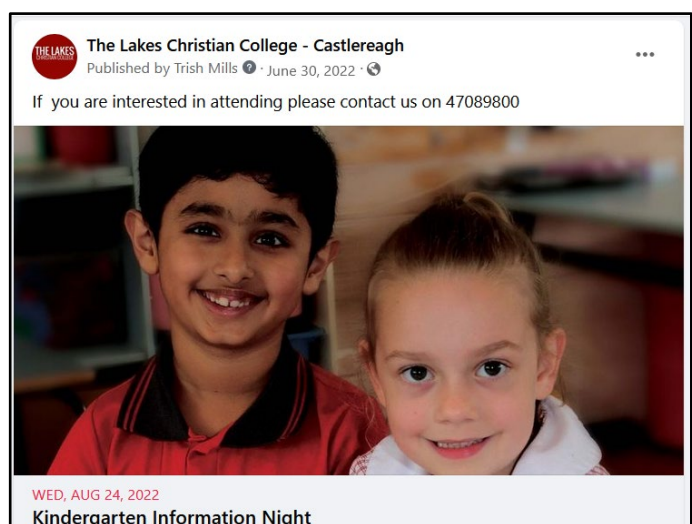 THE LAKES
CHRISTIAN COLLEGE
The Lakes Christian College - Castlereagh
Published by Trish Mills · June 30, 2022 ·
If you are interested in attending please contact us on 47089800
WED, AUG 24, 2022
Kindergarten Information Night